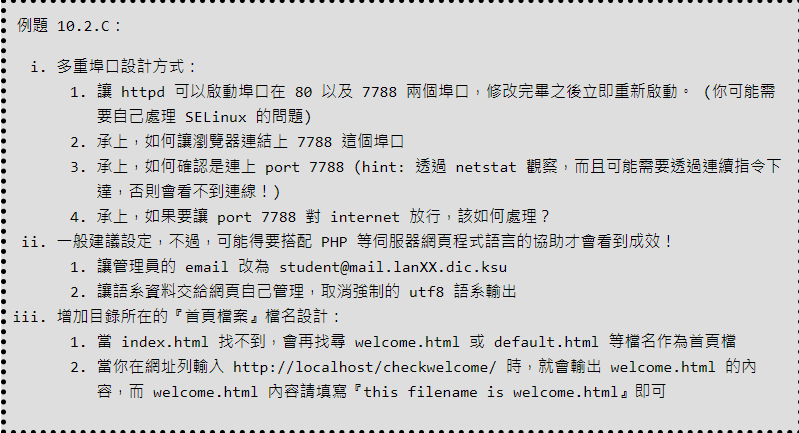 例題 10.2.C：
i. 多重埠口設計方式：
1. 讓 httpd 可以啟動埠口在 80 以及 7788 兩個埠口，修改完畢之後立即重新啟動。 (你可能需
要自己處理 SELinux 的問題)
2. 承上，如何讓瀏覽器連結上 7788 這個埠口
3. 承上，如何確認是連上 port 7788 (hint: 透過 netstat 觀察，而且可能需要透過連續指令下
達，否則會看不到連線！)
4. 承上，如果要讓 port 7788 對 internet 放行，該如何處理？
ii. 一般建議設定，不過，可能得要搭配 PHP 等伺服器網頁程式語言的協助才會看到成效！
1. 讓管理員的 email 改為 student@mail.lanXX.dic.ksu
2. 讓語系資料交給網頁自己管理，取消強制的 utf8 語系輸出
iii. 增加目錄所在的『首頁檔案』檔名設計：
1. 當 index.html 找不到，會再找尋 welcome.html 或 default.html 等檔名作為首頁檔
2. 當你在網址列輸入 http://localhost/checkwelcome/ 時，就會輸出 welcome.html 的內
容，而 welcome.html 內容請填寫『this filename is welcome.html』即可